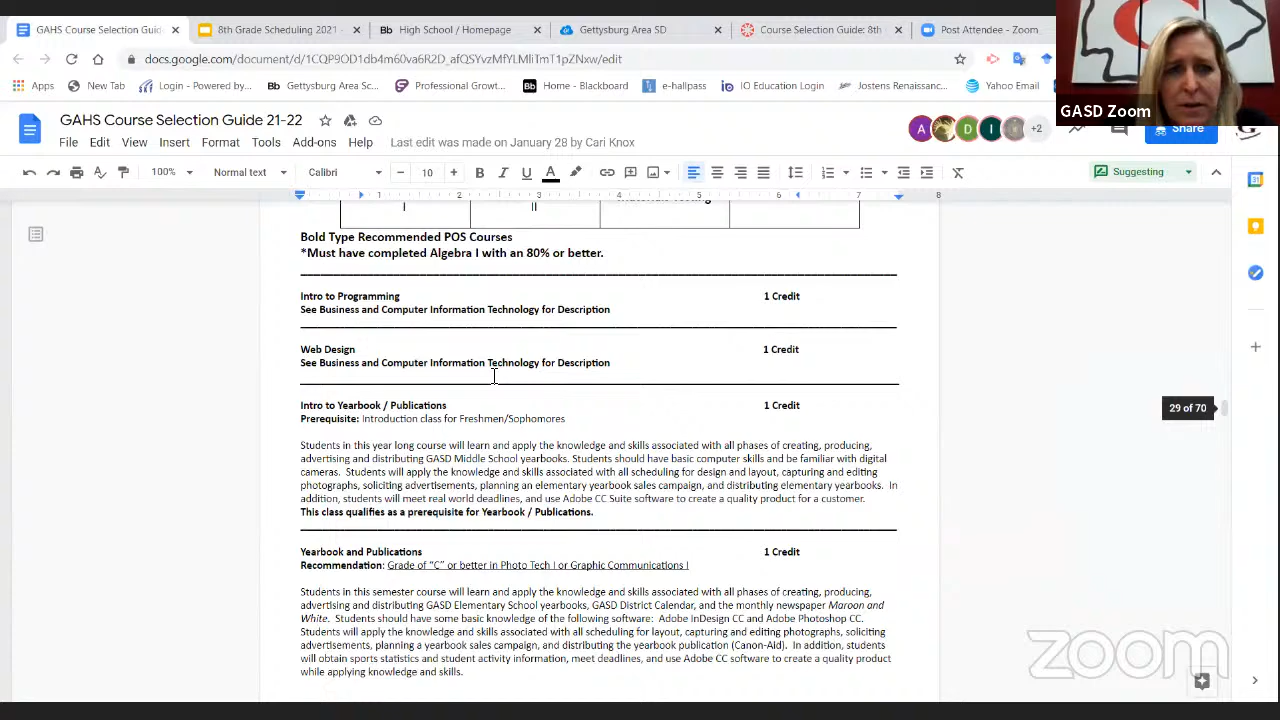 GAHS Course Selection Guide
8th Grade Scheduling 2021 -
Bb High School / Homepage
Gettysburg Area SD
Course Selection Guide: 8th
Post Attendee - Zoom
Apps
New Tab
Login - Powered by...
Bb Gettysburg Area Sc...
Professional Growt...
Bb Home - Blackboard
e-hallpass
IO Education Library
Jostens Renaissanc...
Yahoo Email
GASD Zoom
GAHS Course Selection Guide 21-22
File Edit View Insert Format Tools Add-ons Help Last edit was made on January 28 by Cari Knox
A D I +2
Share
100% Normal text Calibri 10 B I U A Suggesting
1 2 3 4 5 6 7 8
I II
Bold Type Recommended POS Courses
*Must have completed Algebra I with an 80% or better.
Intro to Programming 1 Credit
See Business and Computer Information Technology for Description
Web Design 1 Credit
See Business and Computer Information Technology for Description
Intro to Yearbook / Publications 1 Credit
29 of 70
Prerequisite: Introduction class for Freshmen/Sophomores
Students in this year long course will learn and apply the knowledge and skills associated with all phases of creating, producing,
advertising and distributing GASD Middle School yearbooks. Students should have basic computer skills and be familiar with digital
cameras. Students will apply the knowledge and skills associated with all scheduling for design and layout, capturing and editing
photographs, soliciting advertisements, planning an elementary yearbook sales campaign, and distributing elementary yearbooks. In
addition, students will meet real world deadlines, and use Adobe CC Suite software to create a quality product for a customer.
This class qualifies as a prerequisite for Yearbook / Publications.
Yearbook and Publications 1 Credit
Recommendation: Grade of “C” or better in Photo Tech I or Graphic Communications I
Students in this semester course will learn and apply the knowledge and skills associated with all phases of creating, producing,
advertising and distributing GASD Elementary School yearbooks, GASD District Calendar, and the monthly newspaper Maroon and
White. Students should have some basic knowledge of the following software: Adobe InDesign CC and Adobe Photoshop CC.
Students will apply the knowledge and skills associated with all scheduling for layout, capturing and editing photographs, soliciting
advertisements, planning a yearbook sales campaign, and distributing the yearbook publication (Canon-Aid). In addition, students
will obtain sports statistics and student activity information, meet deadlines, and use Adobe CC software to create a quality product
while applying knowledge and skills.
zoom